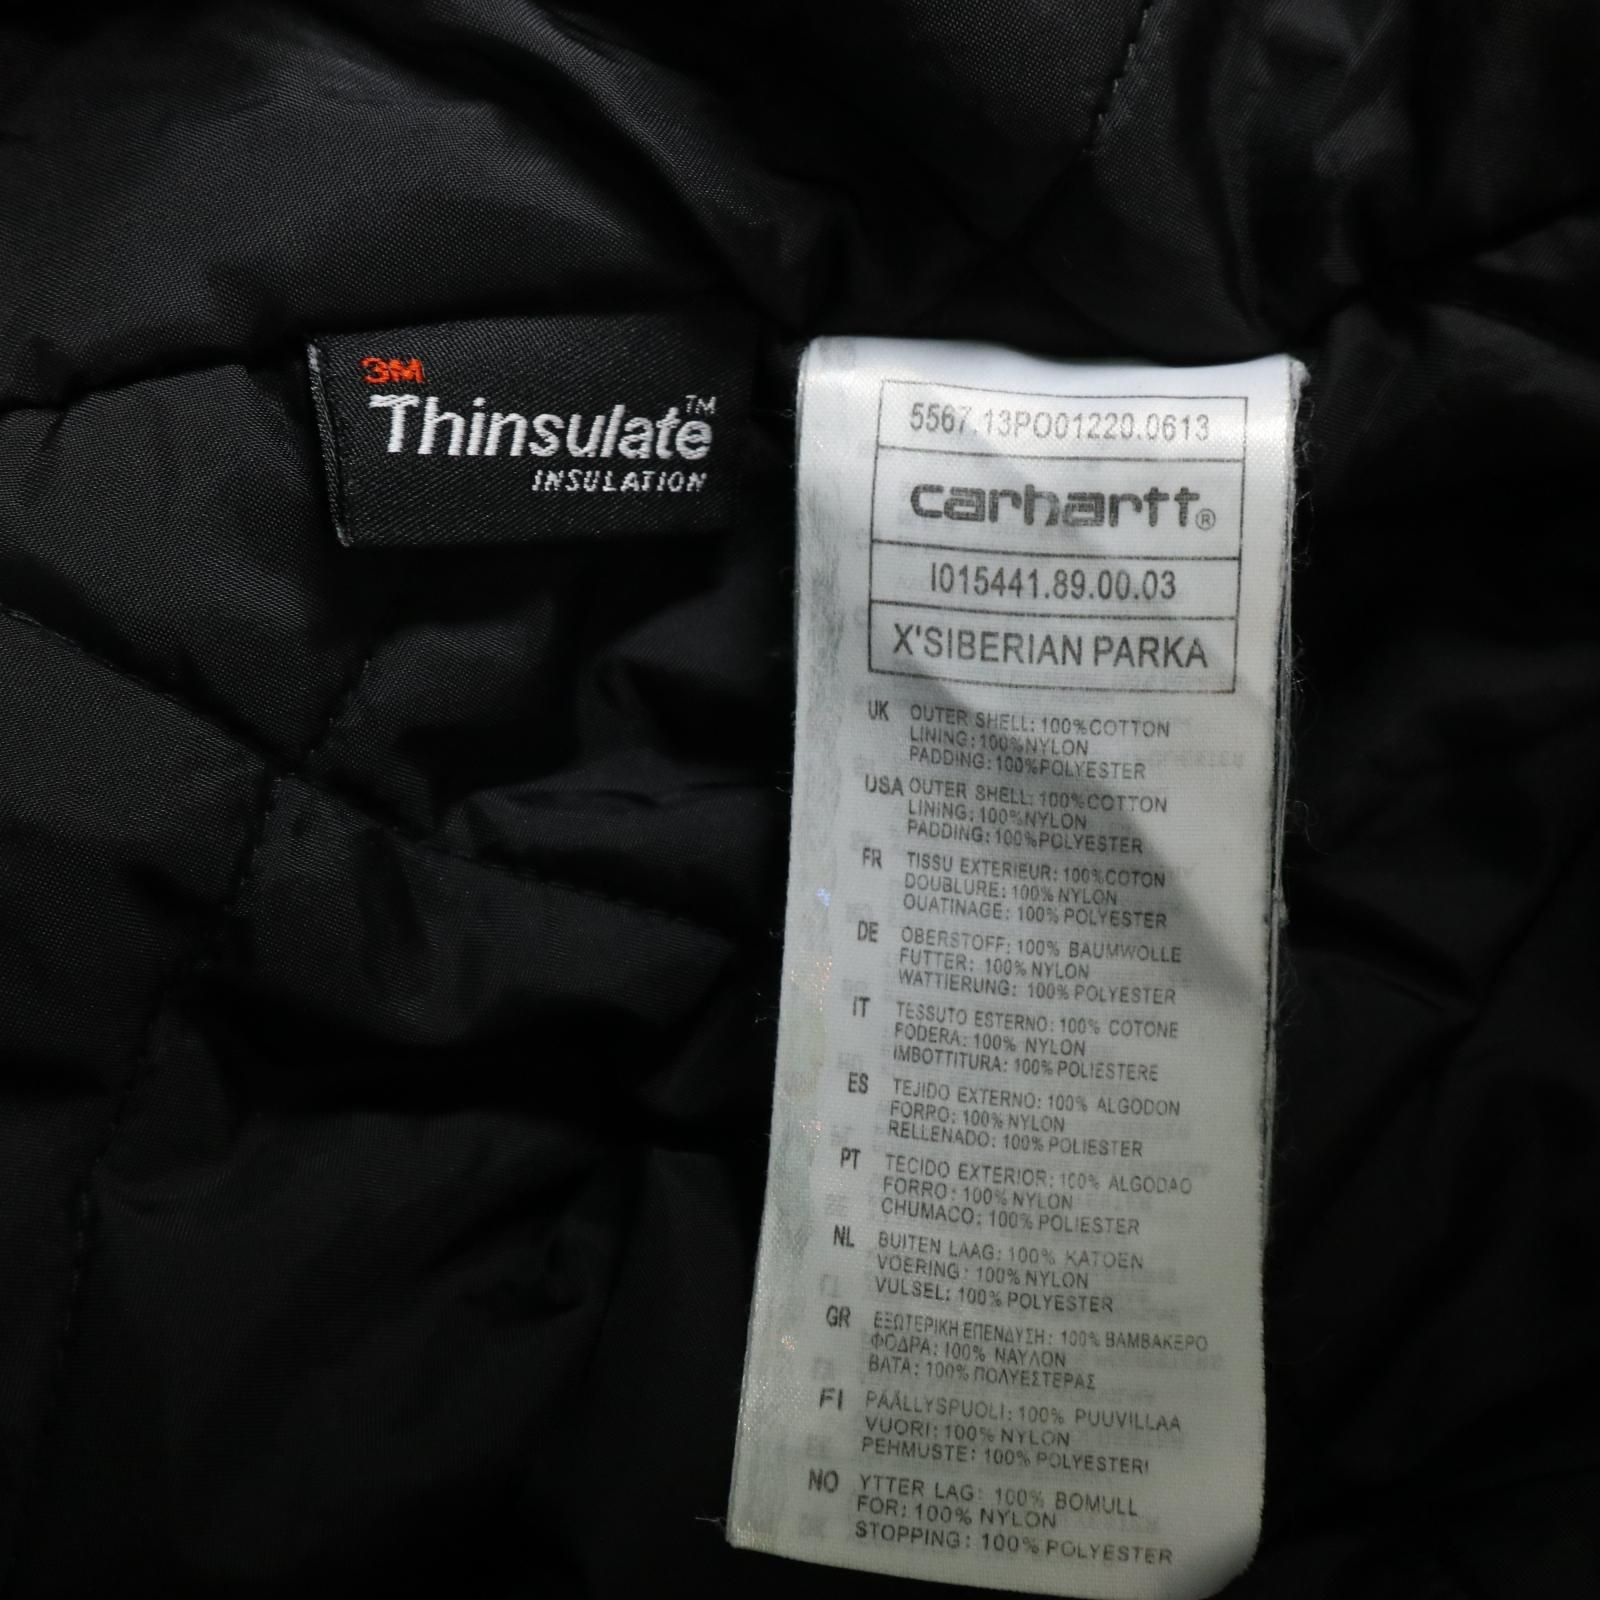 3M
Thinsulate™
INSULATION
5567.13PO01220.0613
carhartt®
I015441.89.00.03
X'SIBERIAN PARKA
UK OUTER SHELL: 100%COTTON
LINING:100%NYLON
PADDING:100%POLYESTER
USA OUTER SHELL: 100%COTTON
LINING: 100%NYLON
PADDING: 100%POLYESTER
FR TISSU EXTERIEUR: 100%COTON
DOUBLURE: 100% NYLON
OUATINAGE: 100% POLYESTER
DE OBERSTOFF: 100% BAUMWOLLE
FUTTER: 100% NYLON
WATTIERUNG: 100% POLYESTER
IT TESSUTO ESTERNO: 100% COTONE
FODERA: 100% NYLON
IMBOTTITURA: 100% POLIESTERE
ES TEJIDO EXTERNO: 100% ALGODON
FORRO: 100% NYLON
RELLENADO: 100% POLIESTER
PT TECIDO EXTERIOR: 100% ALGODAO
FORRO: 100% NYLON
CHUMACO: 100% POLIESTER
NL BUITEN LAAG: 100% KATOEN
VOERING: 100% NYLON
VULSEL: 100% POLYESTER
GR ΕΞΩΤΕΡΙΚΗ ΕΠΕΝΔΥΣΗ: 100% ΒΑΜΒΑΚΕΡΟ
ΦΟΔΡΑ: 100% ΝΑΥΛΟΝ
ΒΑΤΑ: 100% ΠΟΛΥΕΣΤΕΡΑΣ
FI PÄÄLLYSPUOLI: 100% PUUVILLAA
VUORI: 100% NYLON
PEHMUSTE: 100% POLYESTERI
NO YTTER LAG: 100% BOMULL
FOR: 100% NYLON
STOPPING: 100% POLYESTER